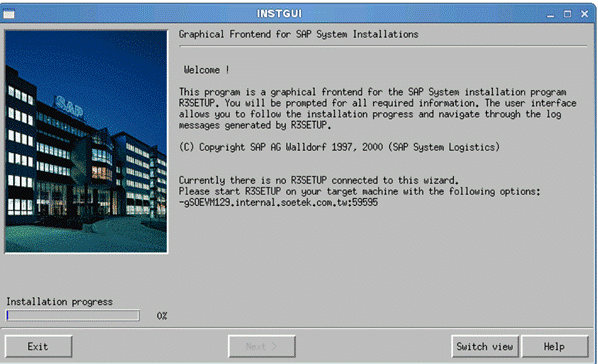 INSTGUI
Graphical Frontend for SAP System Installations
Welcome !
This program is a graphical frontend for the SAP System installation program
R3SETUP. You will be prompted for all required information. The user interface
allows you to follow the installation progress and navigate through the log
messages generated by R3SETUP.
(C) Copyright SAP AG Walldorf 1997, 2000 (SAP System Logistics)
Currently there is no R3SETUP connected to this wizard.
Please start R3SETUP on your target machine with the following options:
-gSOEVM129.internal.soetek.com.tw:59595
SAP
Installation progress
0%
Exit
Next >
Switch view
Help